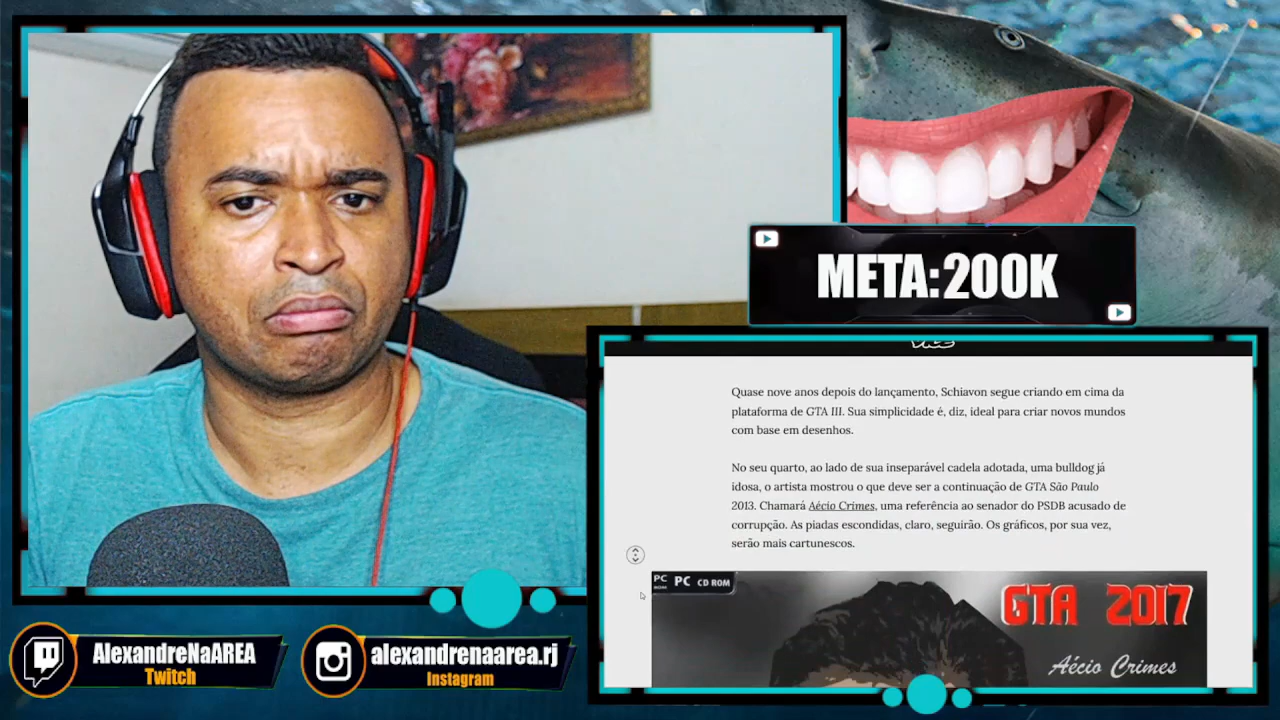 META:200K
VICE
Quase nove anos depois do lançamento, Schiavon segue criando em cima da
plataforma de GTA III. Sua simplicidade é, diz, ideal para criar novos mundos
com base em desenhos.
No seu quarto, ao lado de sua inseparável cadela adotada, uma bulldog já
idosa, o artista mostrou o que deve ser a continuação de GTA São Paulo
2013. Chamará Aécio Crimes, uma referência ao senador do PSDB acusado de
corrupção. As piadas escondidas, claro, seguirão. Os gráficos, por sua vez,
serão mais cartunescos.
PC
PC CD ROM
GTA 2017
Aécio Crimes
AlexandreNaAREA
Twitch
alexandrenaarea.rj
Instagram